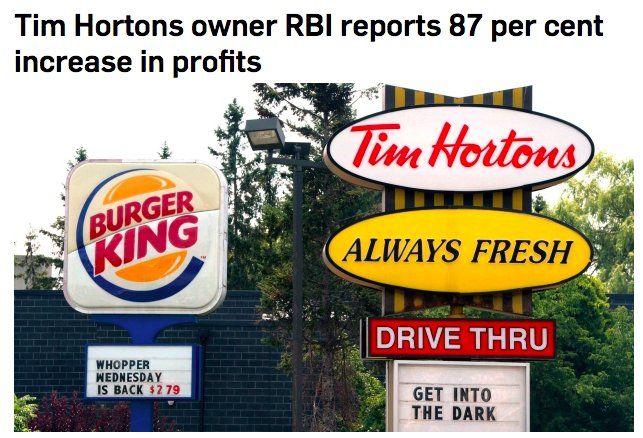 Tim Hortons owner RBI reports 87 per cent
increase in profits
Tim Hortons
BURGER
KING
ALWAYS FRESH
DRIVE THRU
WHOPPER
WEDNESDAY
IS BACK $2 79
GET INTO
THE DARK